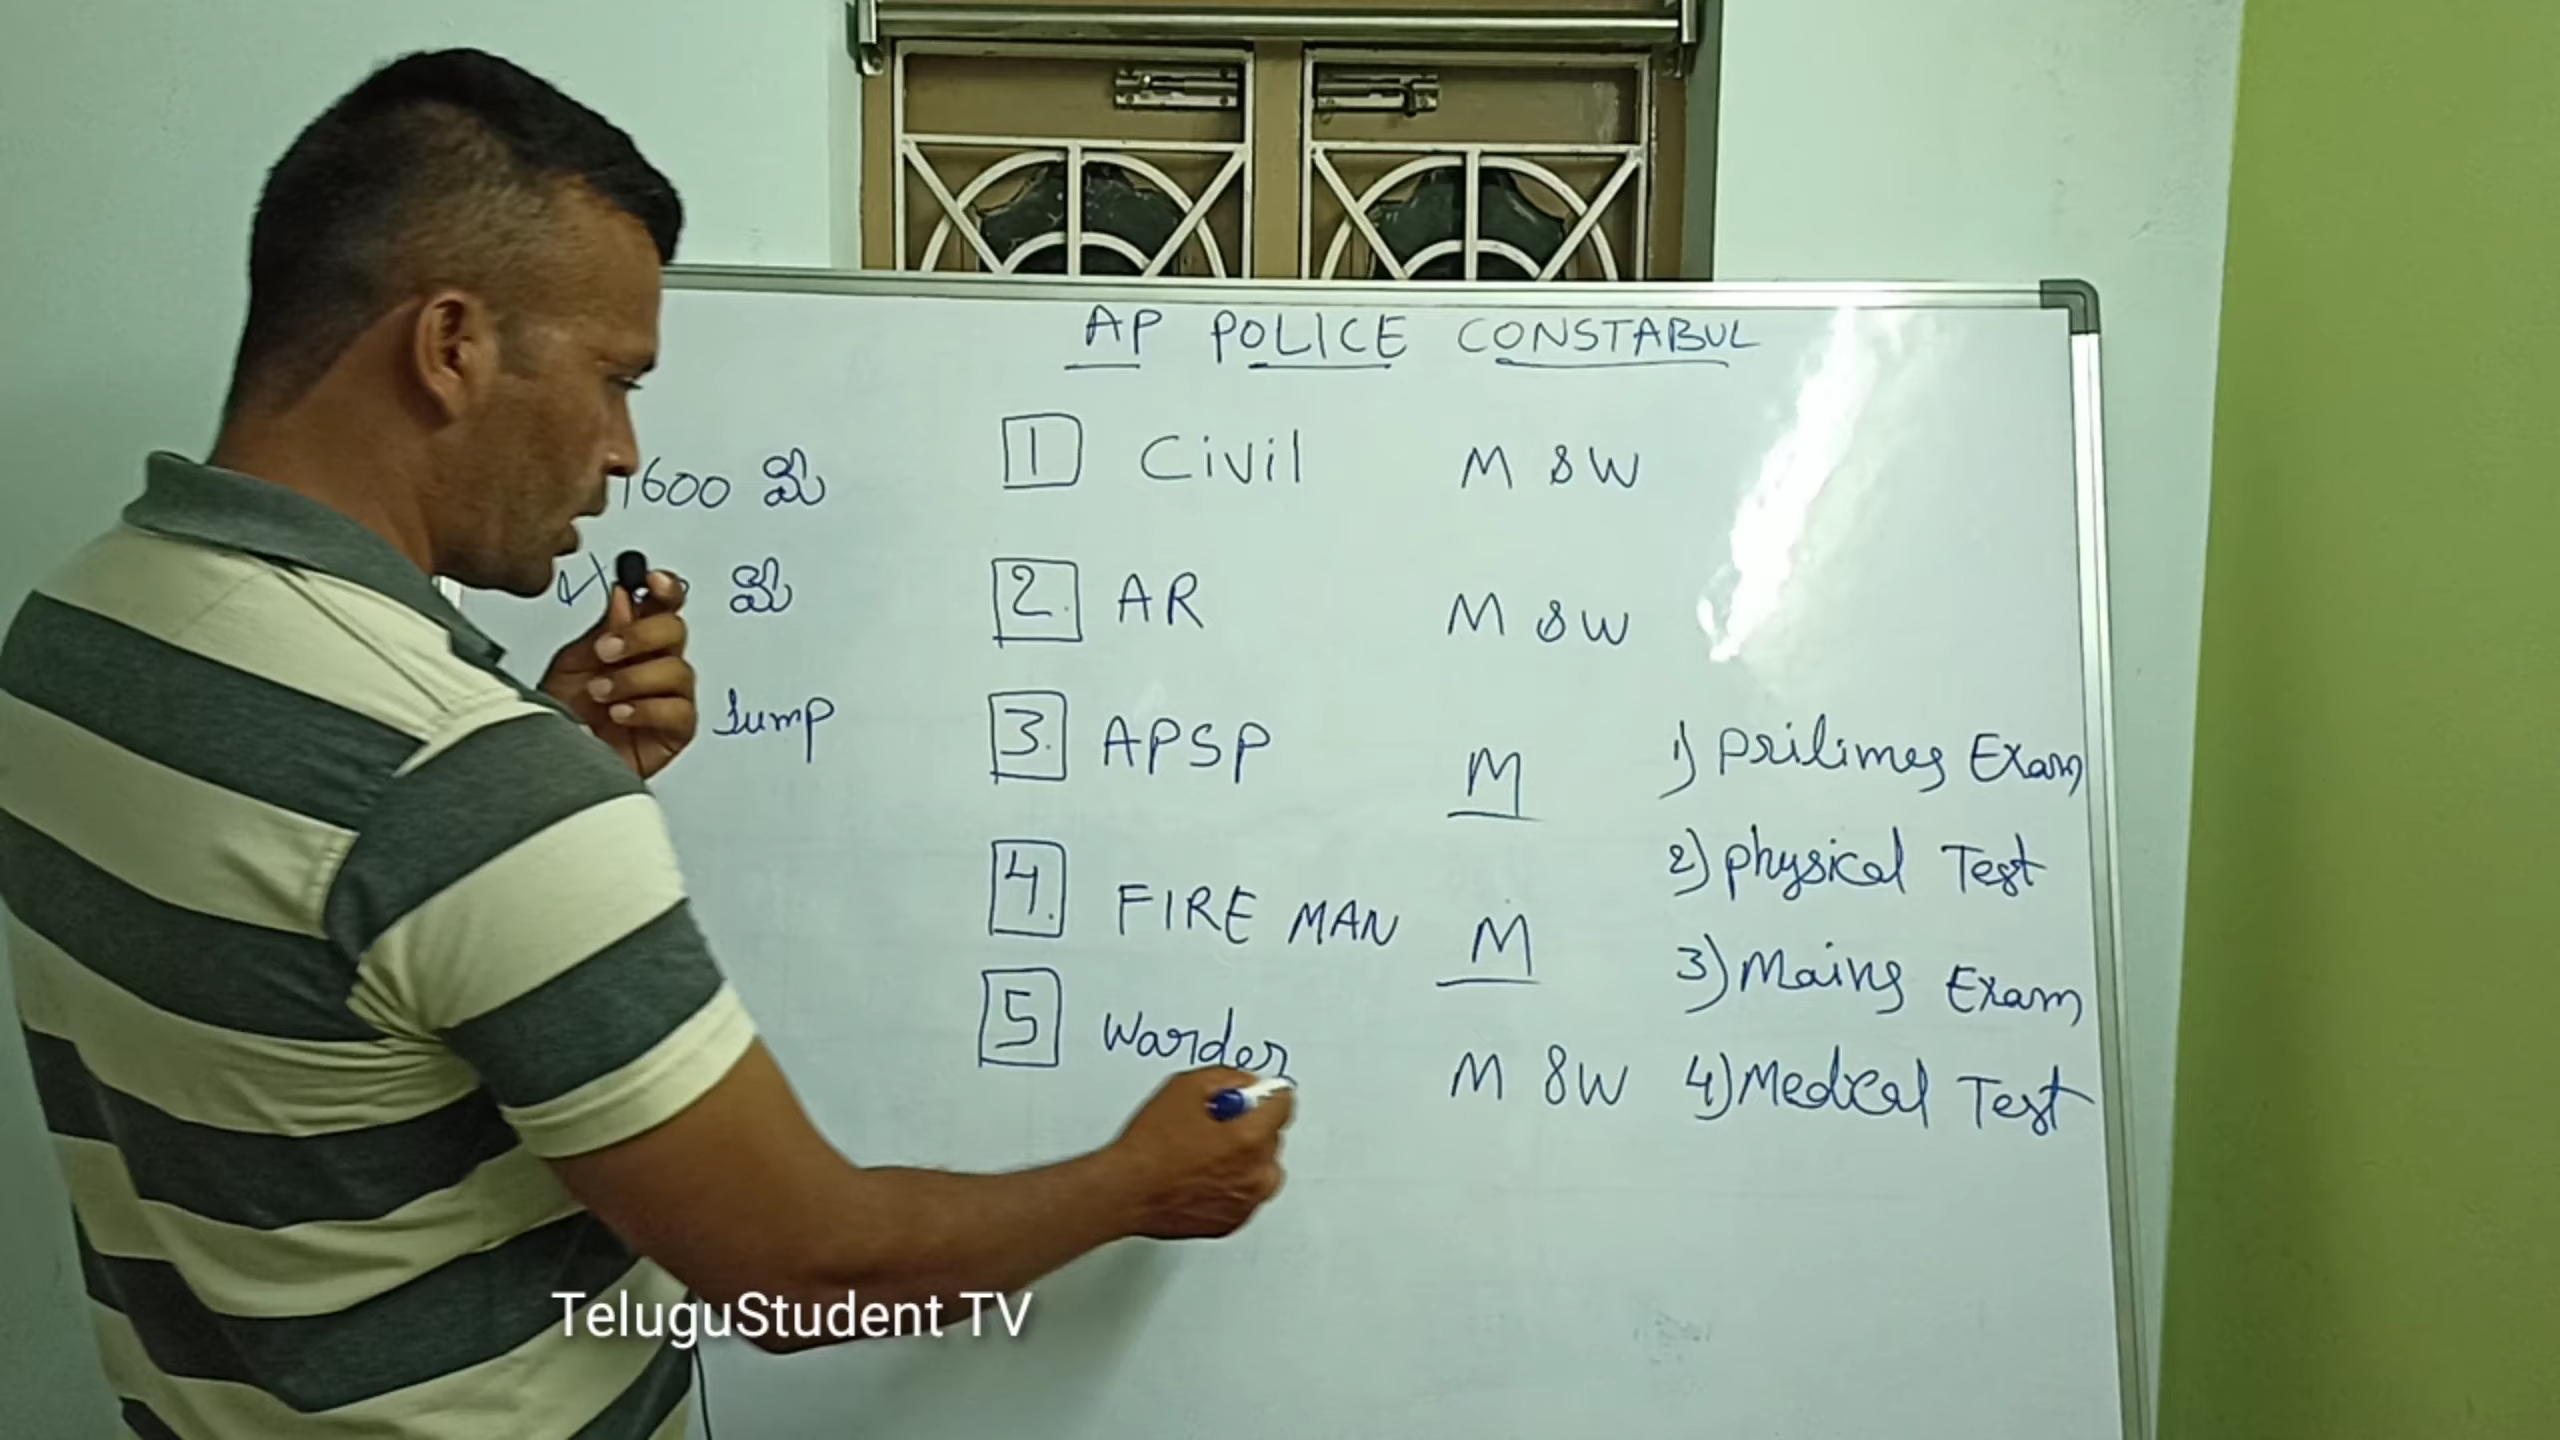 AP POLICE CONSTABUL
1 Civil M & W
2. AR M & W
3. APSP M
4. FIRE MAN M
5 Warder M & W
1600 మీ
మీ
Jump
1) Prilimes Exam
2) Physical Test
3) Mains Exam
4) Medical Test
TeluguStudent TV